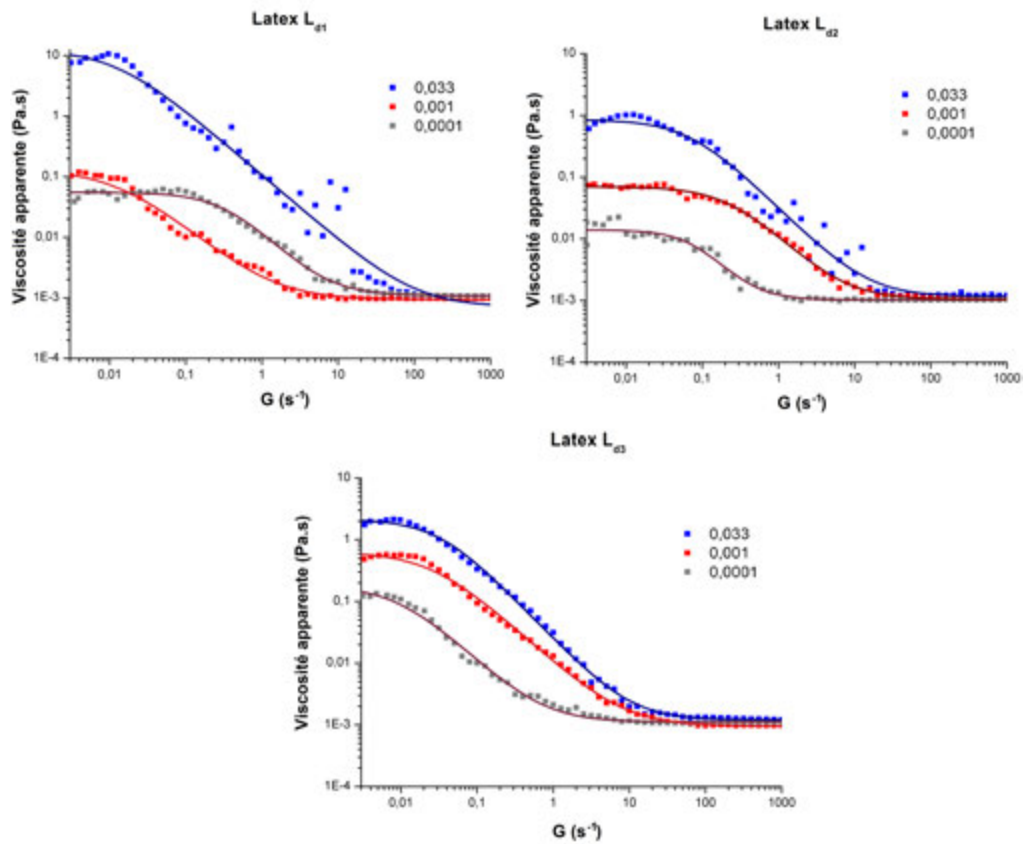 Latex L_d1
Viscosité apparente (Pa.s)
10
1
0,1
0,01
1E-3
1E-4
0,033
0,001
0,0001
0,01
0,1
1
10
100
1000
G (s⁻¹)
Latex L_d2
Viscosité apparente (Pa.s)
10
1
0,1
0,01
1E-3
1E-4
0,033
0,001
0,0001
0,01
0,1
1
10
100
1000
G (s⁻¹)
Latex L_d3
Viscosité apparente (Pa.s)
10
1
0,1
0,01
1E-3
1E-4
0,033
0,001
0,0001
0,01
0,1
1
10
100
1000
G (s⁻¹)